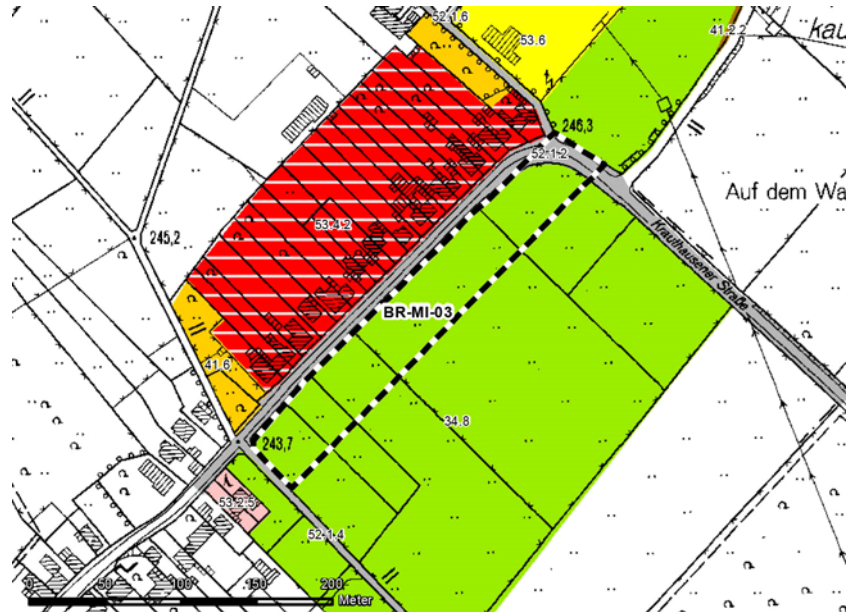 52.1.6
53.6
41.2.2
kau
246,3
52.1.2
Auf dem Wa
53.4.2
245,2
Krauthausener Straße
BR-MI-03
41.6
34.8
243,7
53.2.5
52.1.4
0 50 100 150 200
Meter